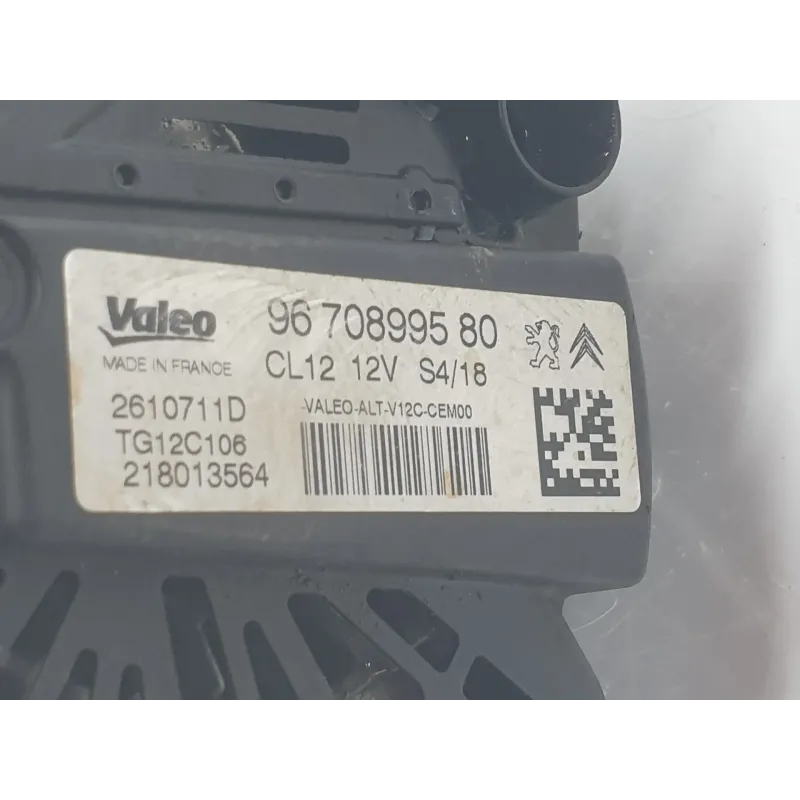 Valeo 96 708995 80
MADE IN FRANCE CL12 12V S4/18
2610711D -VALEO-ALT-V12C-CEM00
TG12C106
218013564